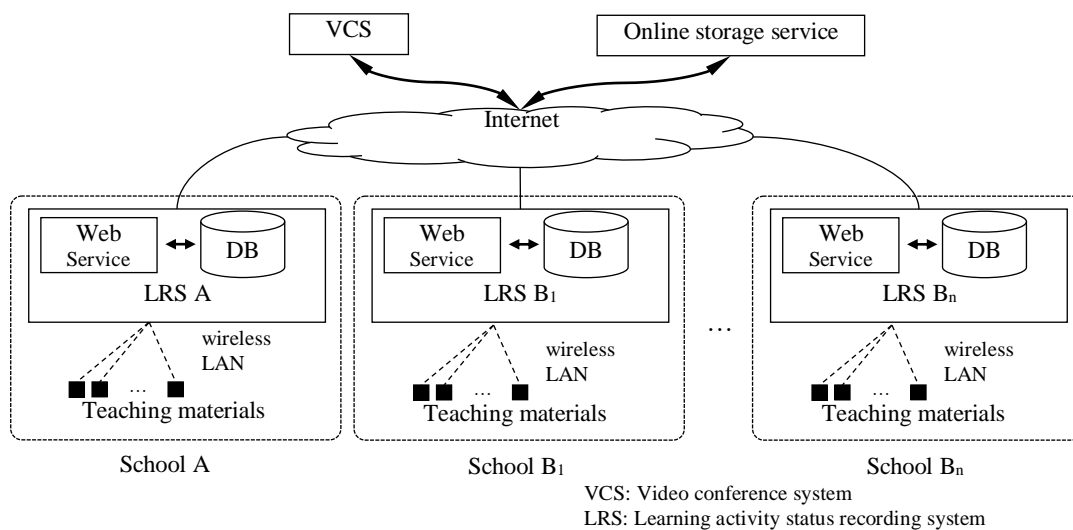 VCS
Online storage service
Internet
Web
Service
DB
LRS A
wireless
LAN
...
Teaching materials
School A
Web
Service
DB
LRS B1
wireless
LAN
...
Teaching materials
School B1
...
Web
Service
DB
LRS Bn
wireless
LAN
...
Teaching materials
School Bn
VCS: Video conference system
LRS: Learning activity status recording system